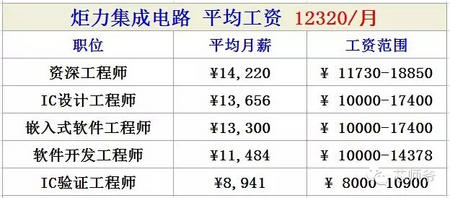 炬力集成电路 平均工资 12320/月
职位 平均月薪 工资范围
资深工程师 ¥14,220 ¥ 11730-18850
IC设计工程师 ¥13,656 ¥ 10000-17400
嵌入式软件工程师 ¥13,300 ¥ 10000-17400
软件开发工程师 ¥11,484 ¥ 10000-14378
IC验证工程师 ¥8,941 ¥ 8000-10900